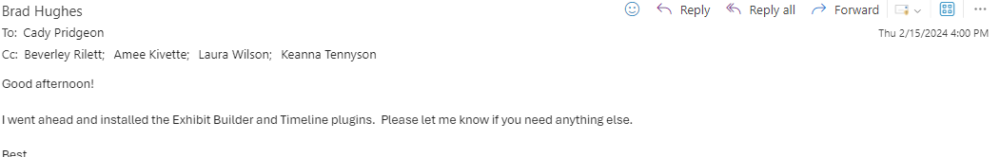 Brad Hughes
Reply Reply all Forward
To: Cady Pridgeon
Thu 2/15/2024 4:00 PM
Cc: Beverley Rilett; Amee Kivette; Laura Wilson; Keanna Tennyson
Good afternoon!
I went ahead and installed the Exhibit Builder and Timeline plugins. Please let me know if you need anything else.
Best